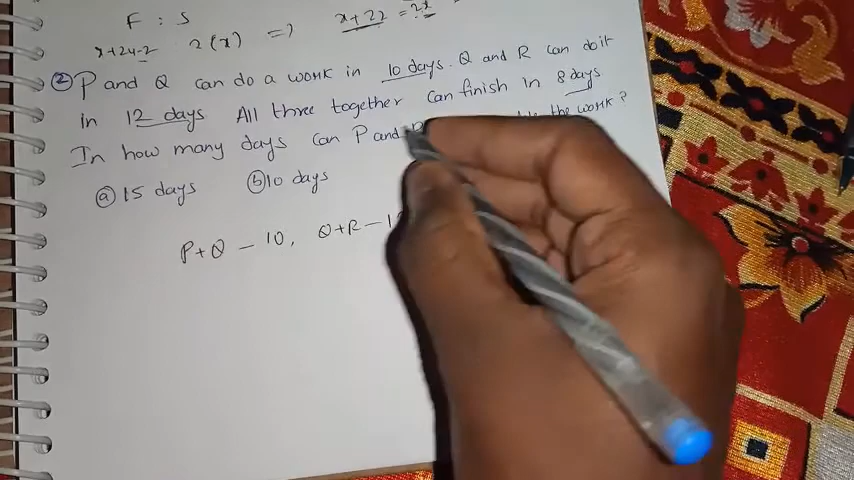 F : S
x+24-2 2(x) => x+22 = 2x
② P and Q can do a work in 10 days. Q and R can do it
in 12 days All three together can finish in 8 days
In how many days can P and the work?
ⓐ 15 days ⓑ 10 days
P+Q - 10, Q+R - 1